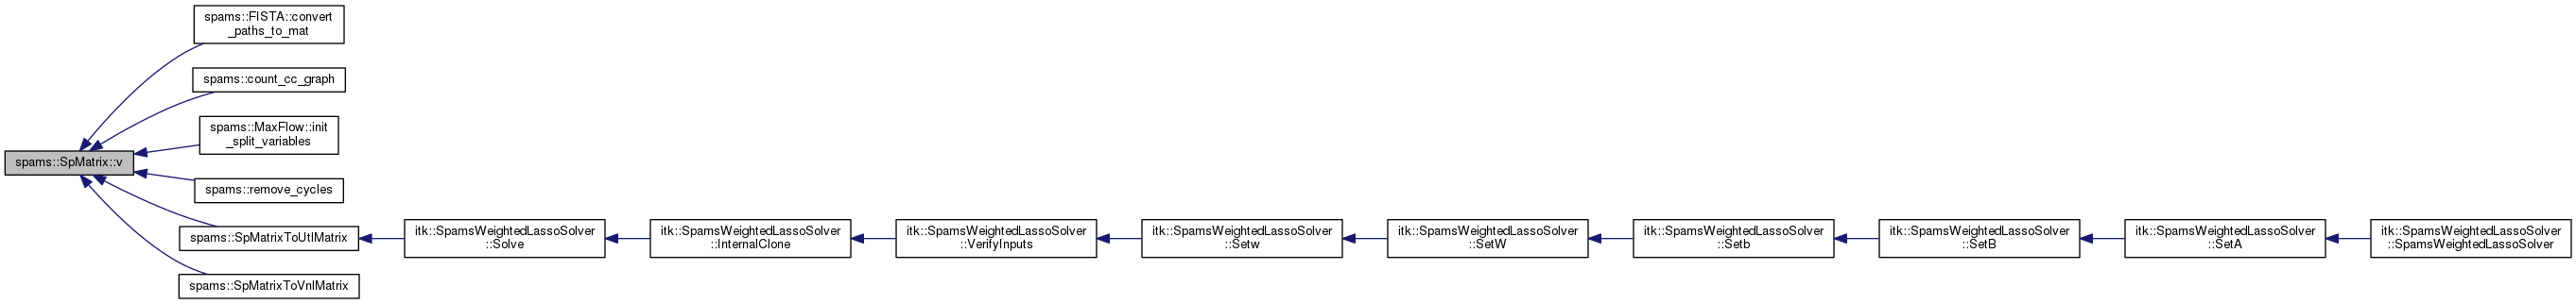 spams::FISTA::convert
_paths_to_mat
spams::count_cc_graph
spams::MaxFlow::init
_split_variables
spams::SpMatrix::v
spams::remove_cycles
spams::SpMatrixToUtlMatrix
itk::SpamsWeightedLassoSolver
::Solve
itk::SpamsWeightedLassoSolver
::InternalClone
itk::SpamsWeightedLassoSolver
::VerifyInputs
itk::SpamsWeightedLassoSolver
::Setw
itk::SpamsWeightedLassoSolver
::SetW
itk::SpamsWeightedLassoSolver
::Setb
itk::SpamsWeightedLassoSolver
::SetB
itk::SpamsWeightedLassoSolver
::SetA
itk::SpamsWeightedLassoSolver
::SpamsWeightedLassoSolver
spams::SpMatrixToVnlMatrix